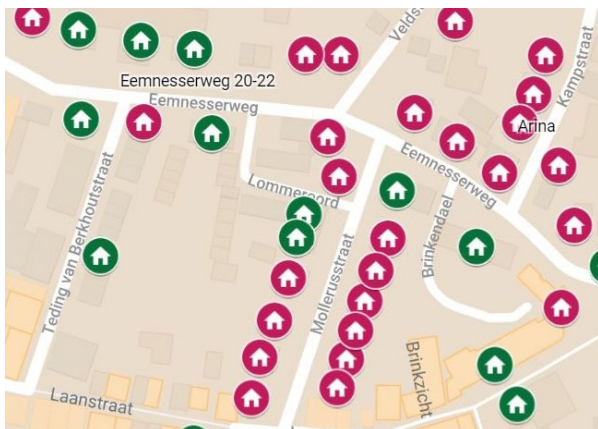 Veldst
Kampstraat
Eemnesserweg 20-22
Eemnesserweg
Arina
Eemnesserweg
Lommeroord
Teding van Berkhoutstraat
Brinkendael
Mollerusstraat
Brinkzicht
Laanstraat